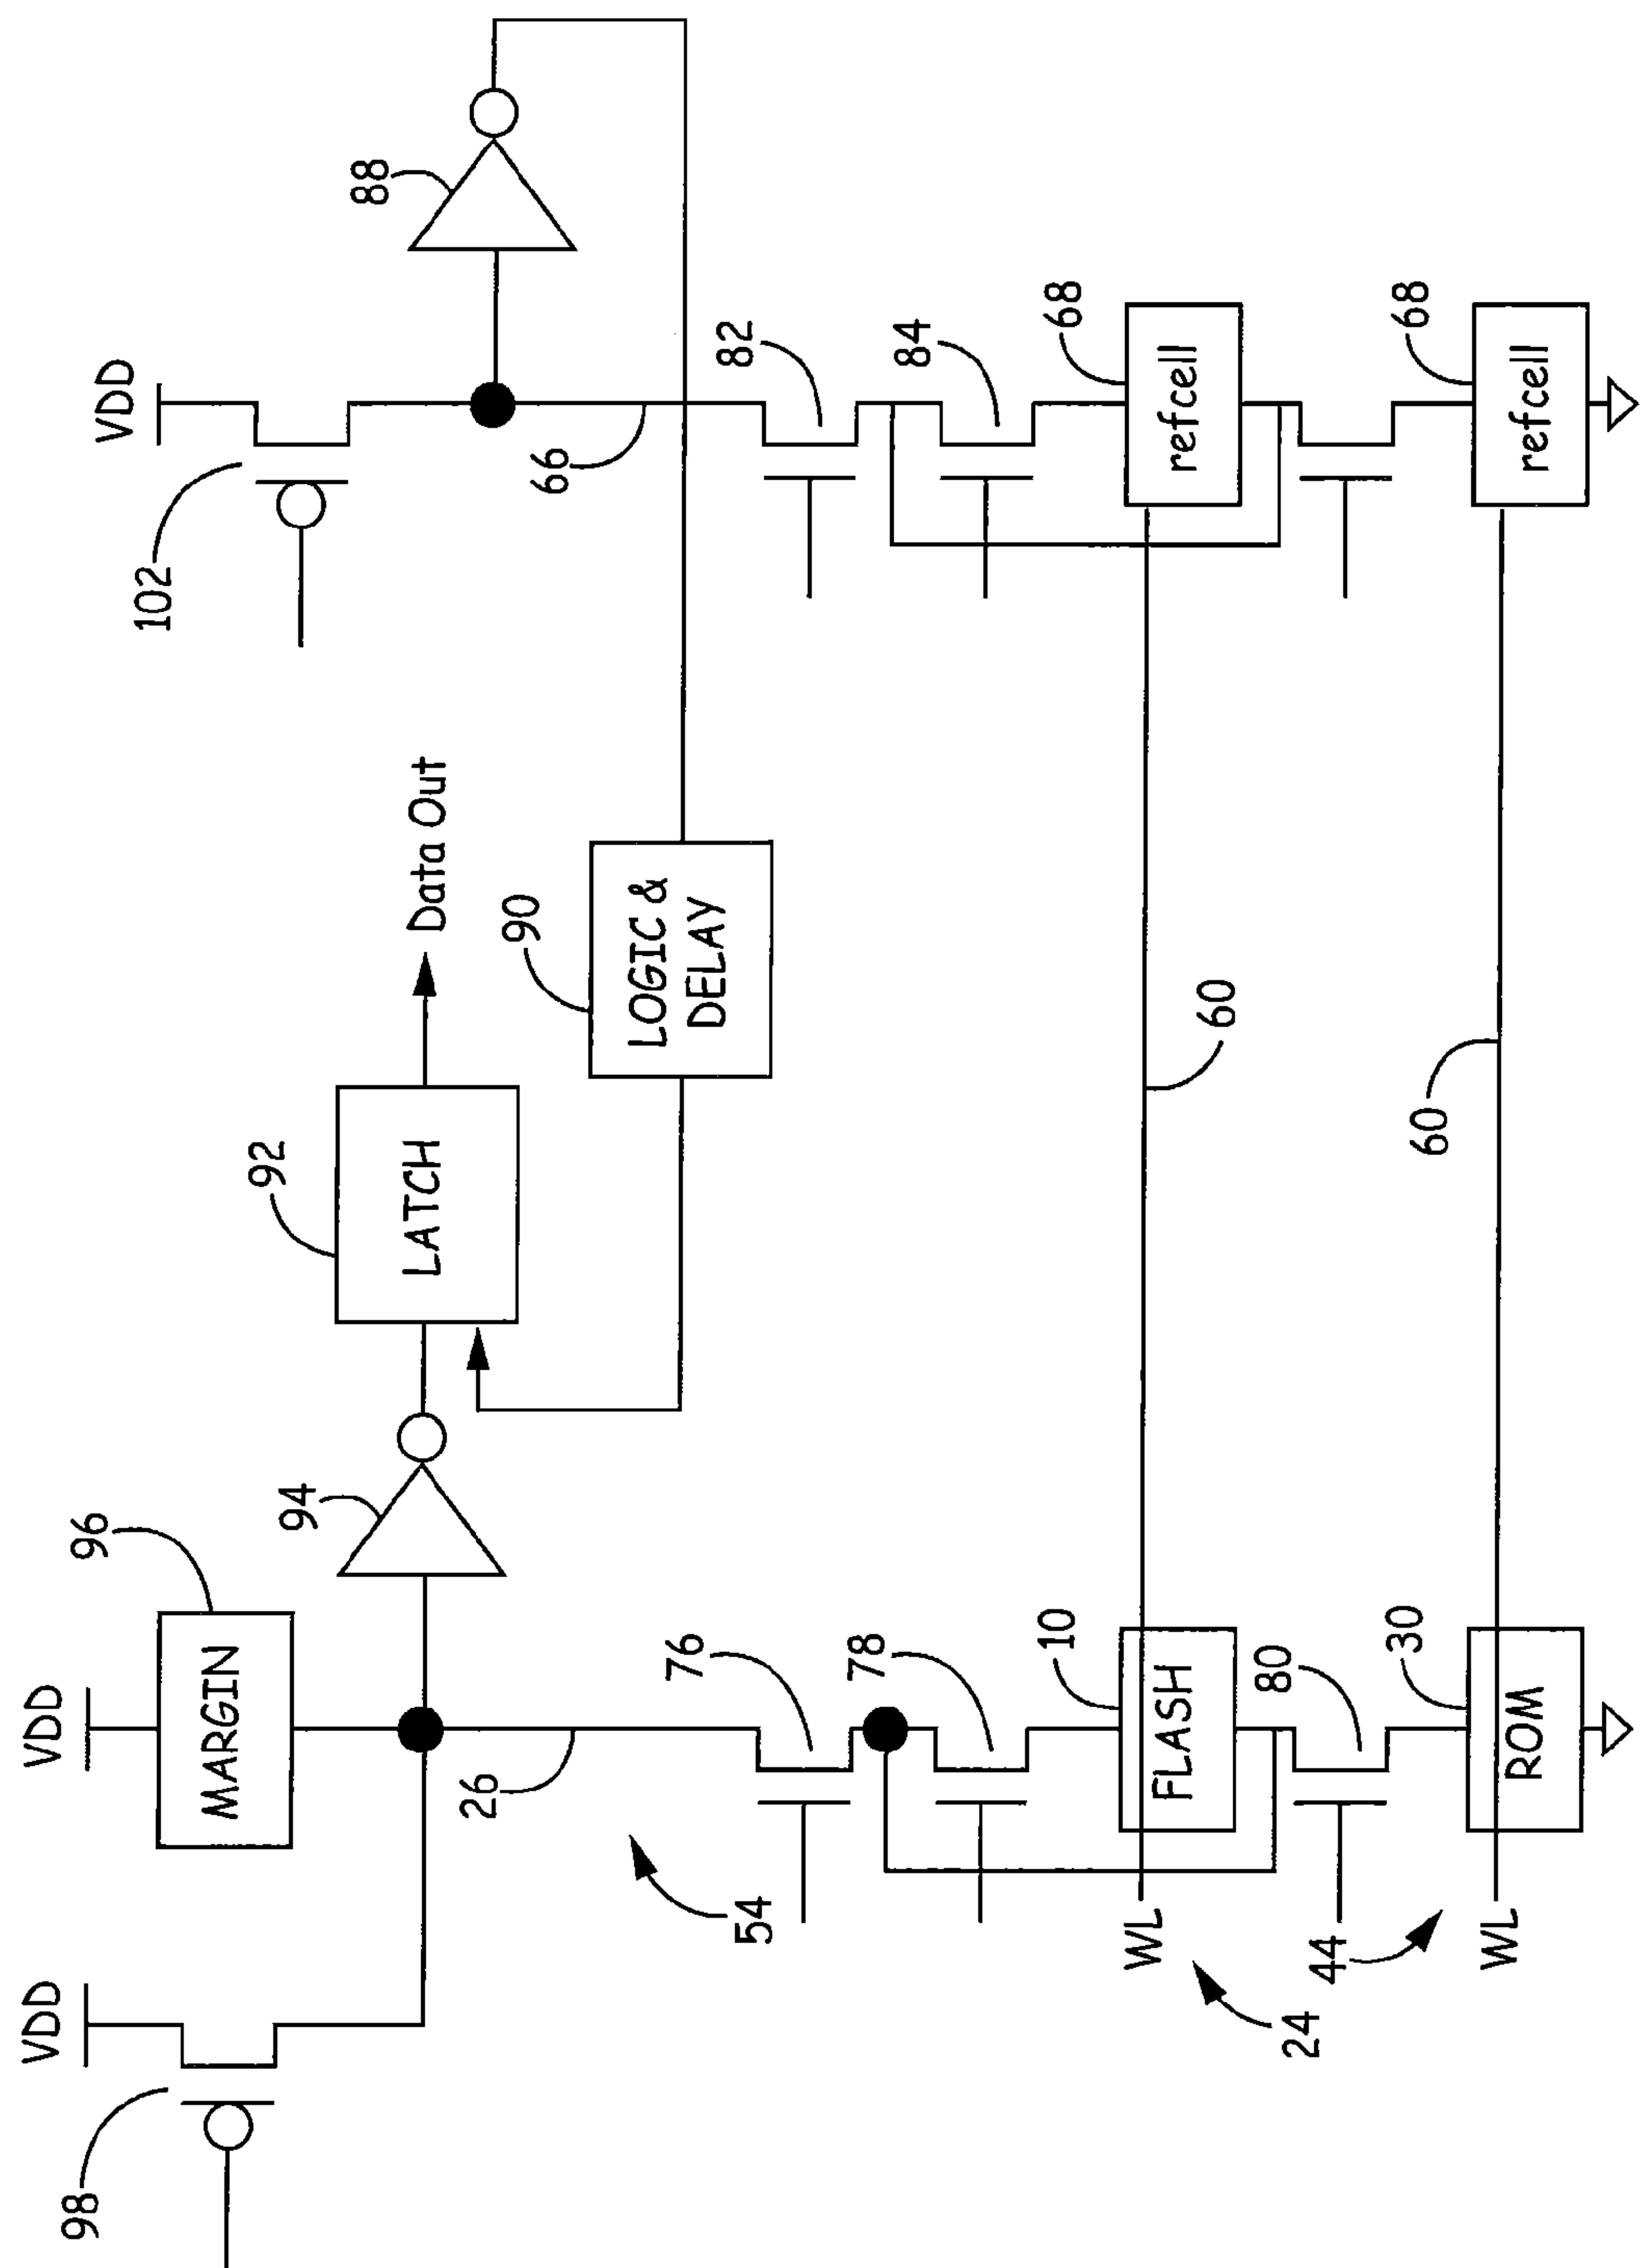 VDD
98
VDD
MARGIN
96
26
94
LATCH
92
Data Out
LOGIC &
DELAY
90
VDD
102
88
66
54
76
78
82
84
WL
24
FLASH
10
60
refcell
68
44
80
WL
ROM
30
60
refcell
68